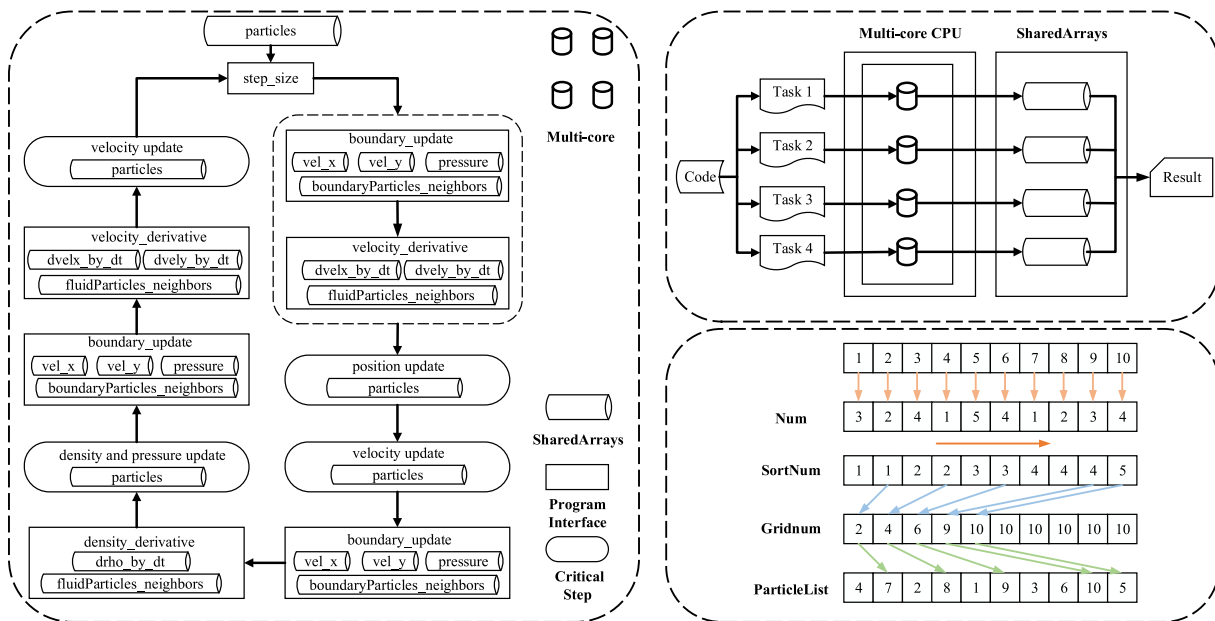 particles
step_size
Multi-core
boundary_update
vel_x vel_y pressure
boundaryParticles_neighbors
velocity_derivative
dvelx_by_dt dvely_by_dt
fluidParticles_neighbors
position update
particles
velocity update
particles
boundary_update
vel_x vel_y pressure
boundaryParticles_neighbors
density_derivative
drho_by_dt
fluidParticles_neighbors
density and pressure update
particles
boundary_update
vel_x vel_y pressure
boundaryParticles_neighbors
velocity_derivative
dvelx_by_dt dvely_by_dt
fluidParticles_neighbors
velocity update
particles
SharedArrays
Program
Interface
Critical
Step
Multi-core CPU SharedArrays
Code
Task 1
Task 2
Task 3
Task 4
Result
1 2 3 4 5 6 7 8 9 10
Num 3 2 4 1 5 4 1 2 3 4
SortNum 1 1 2 2 3 3 4 4 4 5
Gridnum 2 4 6 9 10 10 10 10 10 10
ParticleList 4 7 2 8 1 9 3 6 10 5